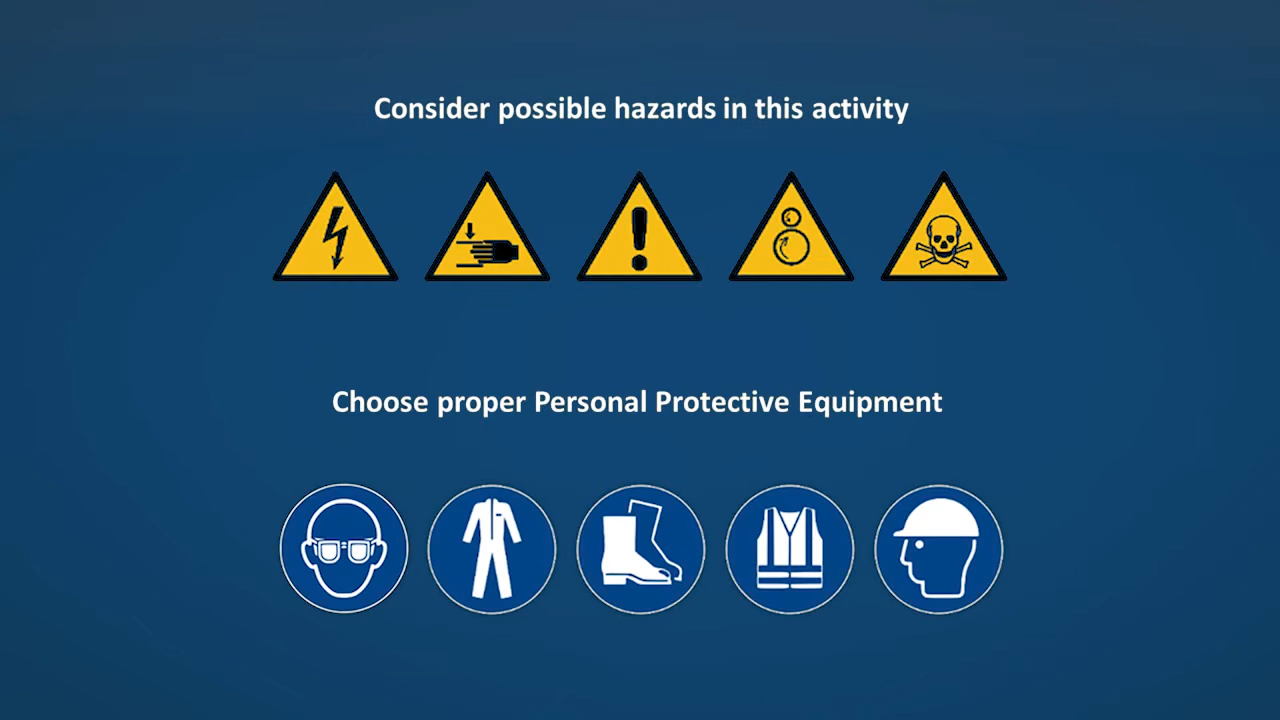 Consider possible hazards in this activity
Choose proper Personal Protective Equipment